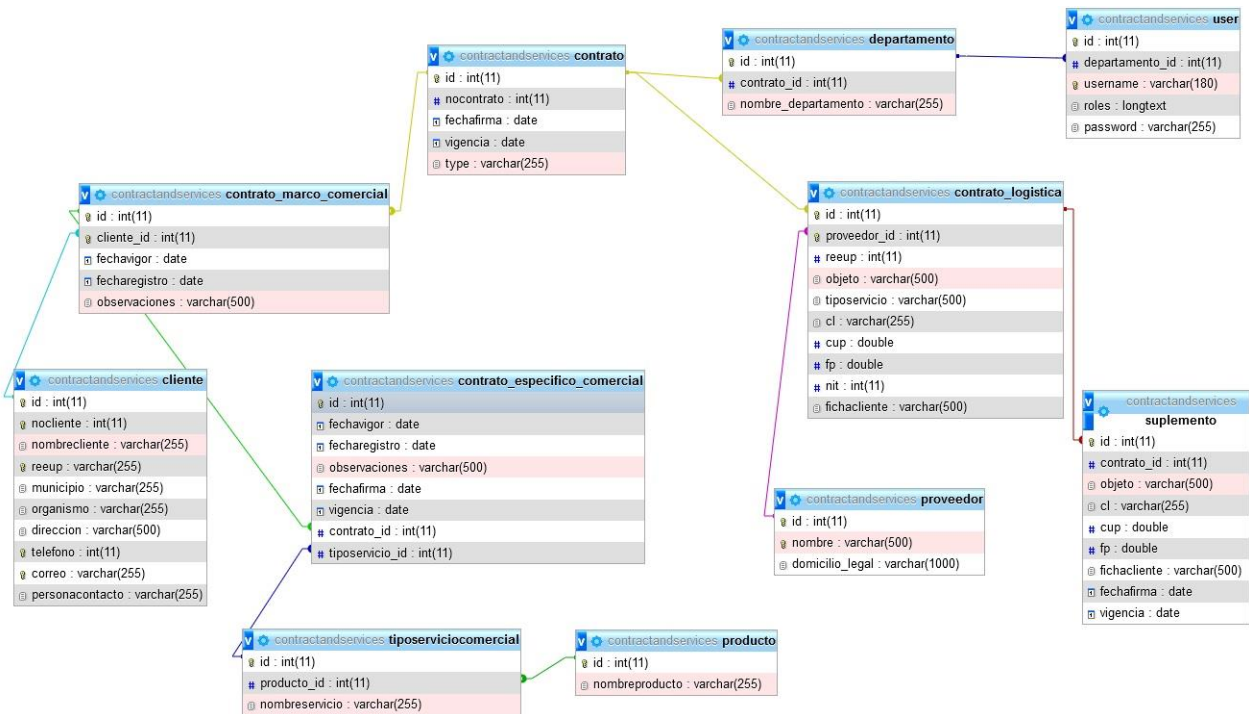 contractandservices contrato
id : int(11)
nocontrato : int(11)
fechafirma : date
vigencia : date
type : varchar(255)
contractandservices departamento
id : int(11)
contrato_id : int(11)
nombre_departamento : varchar(255)
contractandservices user
id : int(11)
departamento_id : int(11)
username : varchar(180)
roles : longtext
password : varchar(255)
contractandservices contrato_marco_comercial
id : int(11)
cliente_id : int(11)
fechavigor : date
fecharegistro : date
observaciones : varchar(500)
contractandservices contrato_logistica
id : int(11)
proveedor_id : int(11)
reeup : int(11)
objeto : varchar(500)
tiposervicio : varchar(500)
cl : varchar(255)
cup : double
fp : double
nit : int(11)
fichacliente : varchar(500)
contractandservices cliente
id : int(11)
nocliente : int(11)
nombrecliente : varchar(255)
reeup : varchar(255)
municipio : varchar(255)
organismo : varchar(255)
direccion : varchar(500)
telefono : int(11)
correo : varchar(255)
personacontacto : varchar(255)
contractandservices contrato_especifico_comercial
id : int(11)
fechavigor : date
fecharegistro : date
observaciones : varchar(500)
fechafirma : date
vigencia : date
contrato_id : int(11)
tiposervicio_id : int(11)
contractandservices
suplemento
id : int(11)
contrato_id : int(11)
objeto : varchar(500)
cl : varchar(255)
cup : double
fp : double
fichacliente : varchar(500)
fechafirma : date
vigencia : date
contractandservices proveedor
id : int(11)
nombre : varchar(500)
domicilio_legal : varchar(1000)
contractandservices tiposerviciocomercial
id : int(11)
producto_id : int(11)
nombreservicio : varchar(255)
contractandservices producto
id : int(11)
nombreproducto : varchar(255)